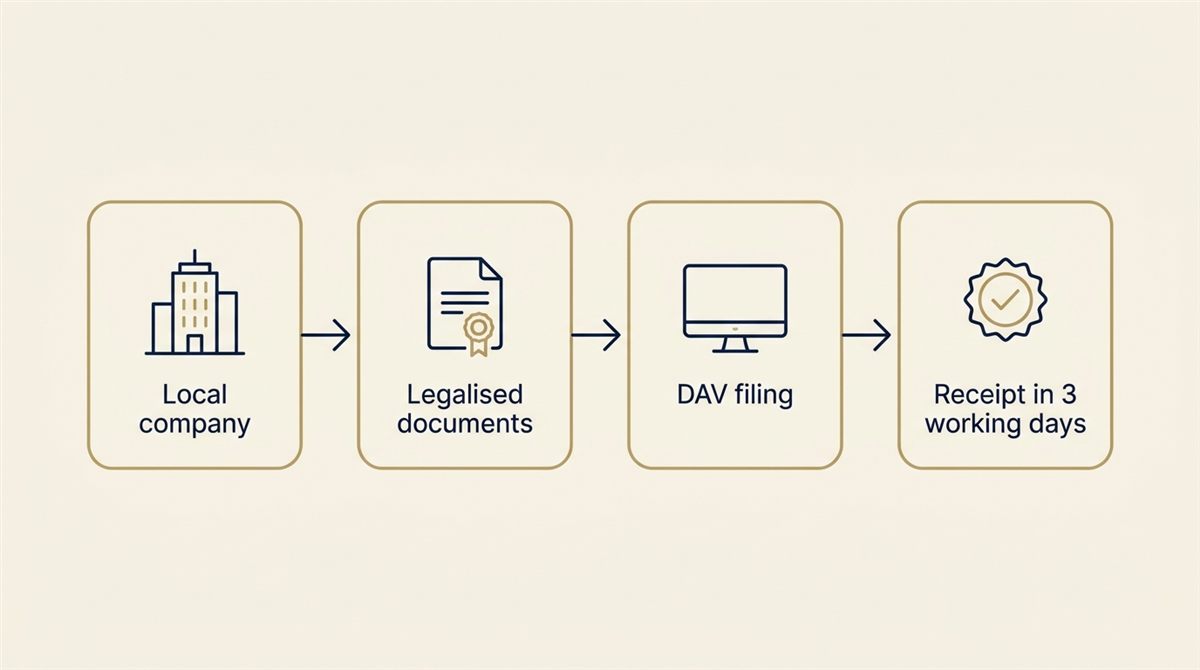 Local
company
Legalised
documents
DAV filing
Receipt in 3
working days